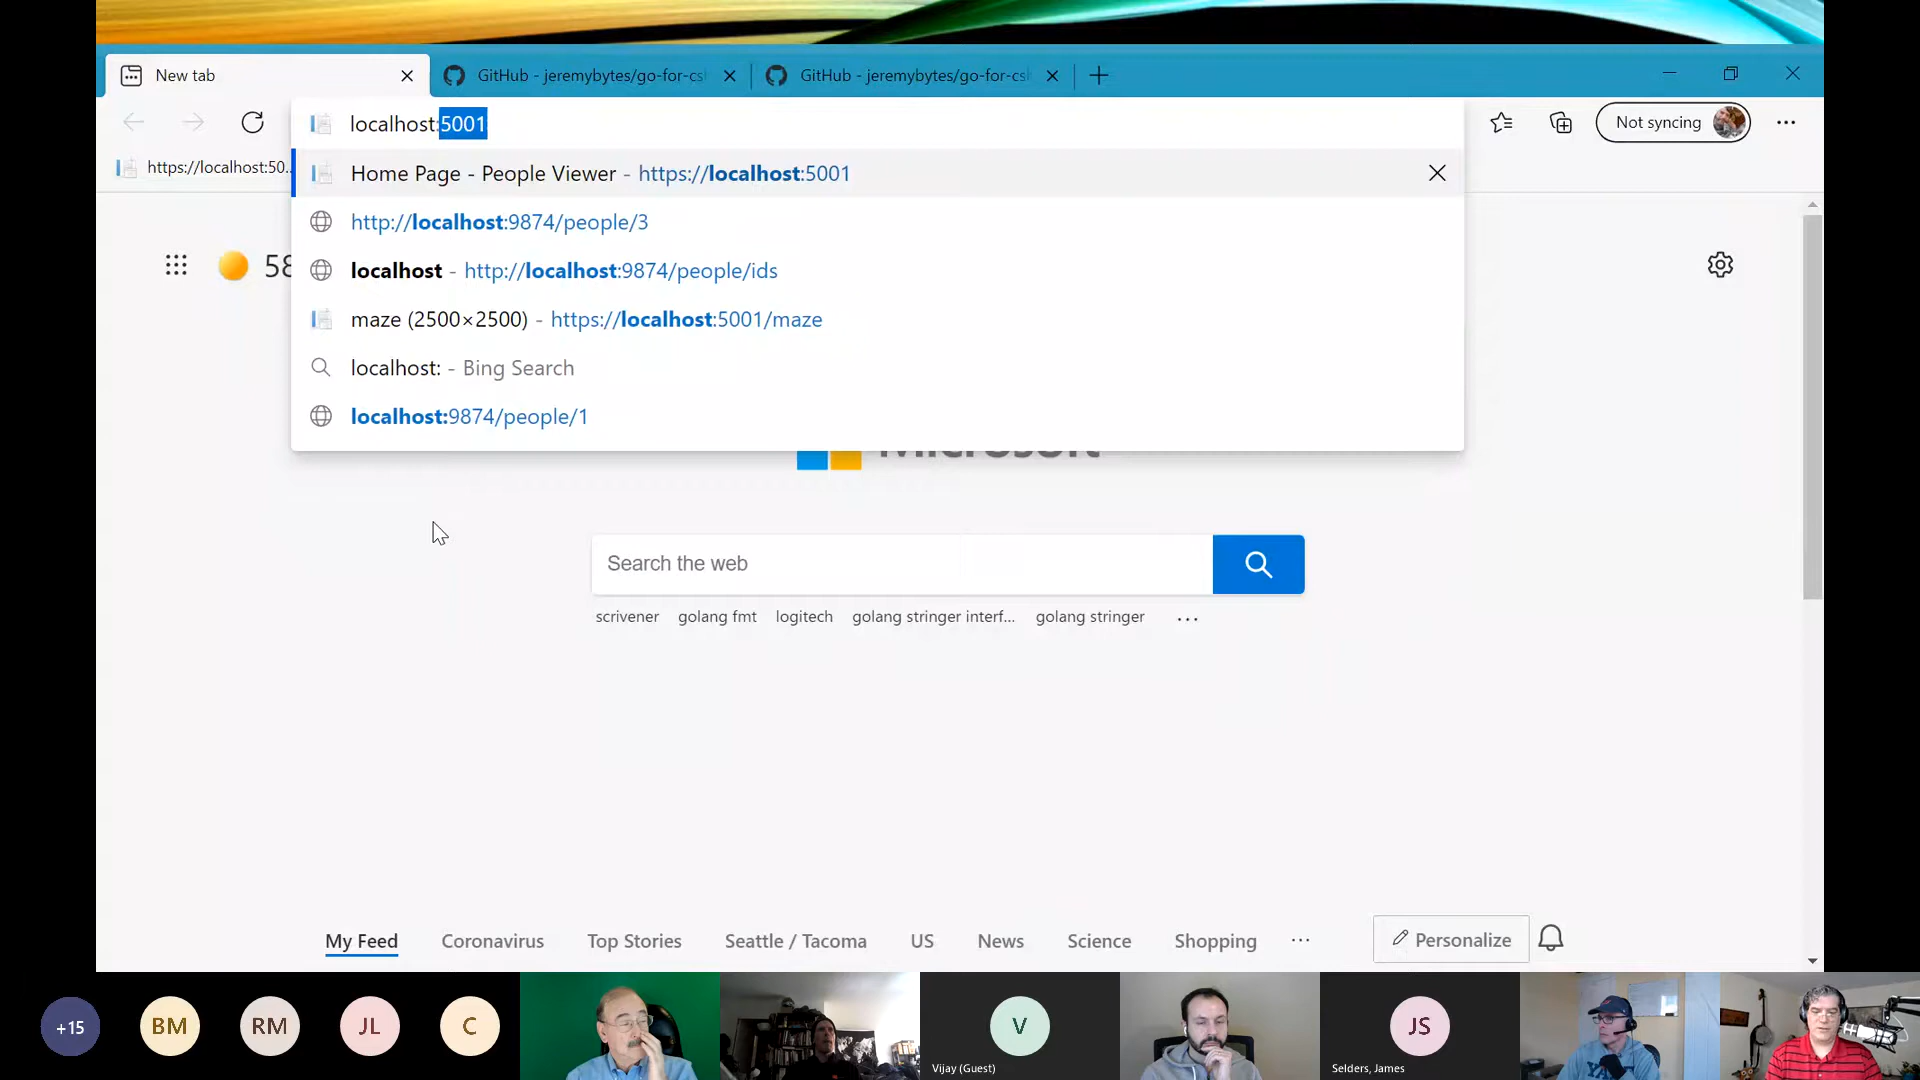 New tab
GitHub - jeremybytes/go-for-csh
GitHub - jeremybytes/go-for-csh
localhost:5001
Not syncing
https://localhost:50...
Home Page - People Viewer - https://localhost:5001
http://localhost:9874/people/3
58
localhost - http://localhost:9874/people/ids
maze (2500×2500) - https://localhost:5001/maze
localhost: - Bing Search
localhost:9874/people/1
Microsoft
Search the web
scrivener golang fmt logitech golang stringer interf... golang stringer ...
My Feed Coronavirus Top Stories Seattle / Tacoma US News Science Shopping ... Personalize
+15 BM RM JL C V JS
Vijay (Guest) Selders, James